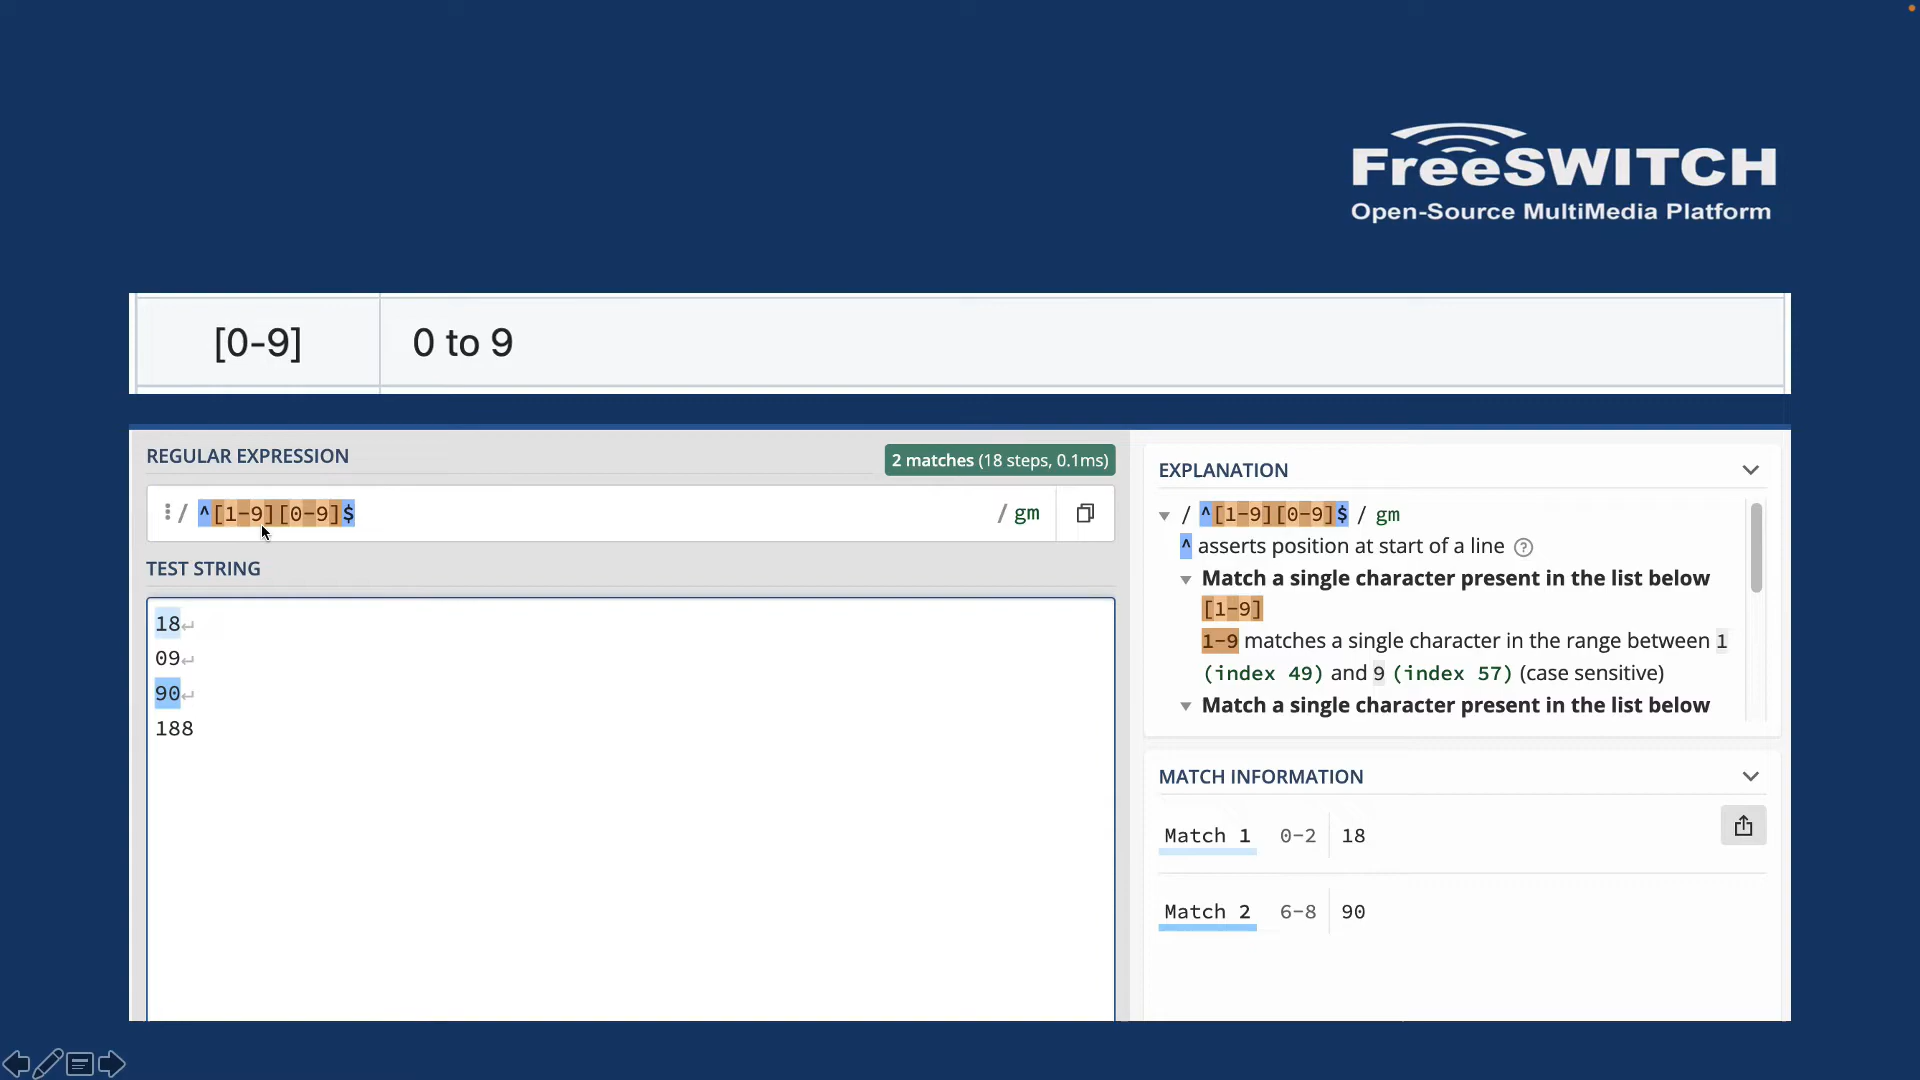 FreeSWITCH
Open-Source MultiMedia Platform
[0-9] 0 to 9
REGULAR EXPRESSION
2 matches (18 steps, 0.1ms)
/ ^[1-9][0-9]$ / gm
TEST STRING
18↵
09↵
90↵
188
EXPLANATION
/ ^[1-9][0-9]$ / gm
^ asserts position at start of a line ?
Match a single character present in the list below
[1-9]
1-9 matches a single character in the range between 1
(index 49) and 9 (index 57) (case sensitive)
Match a single character present in the list below
MATCH INFORMATION
Match 1 0-2 18
Match 2 6-8 90